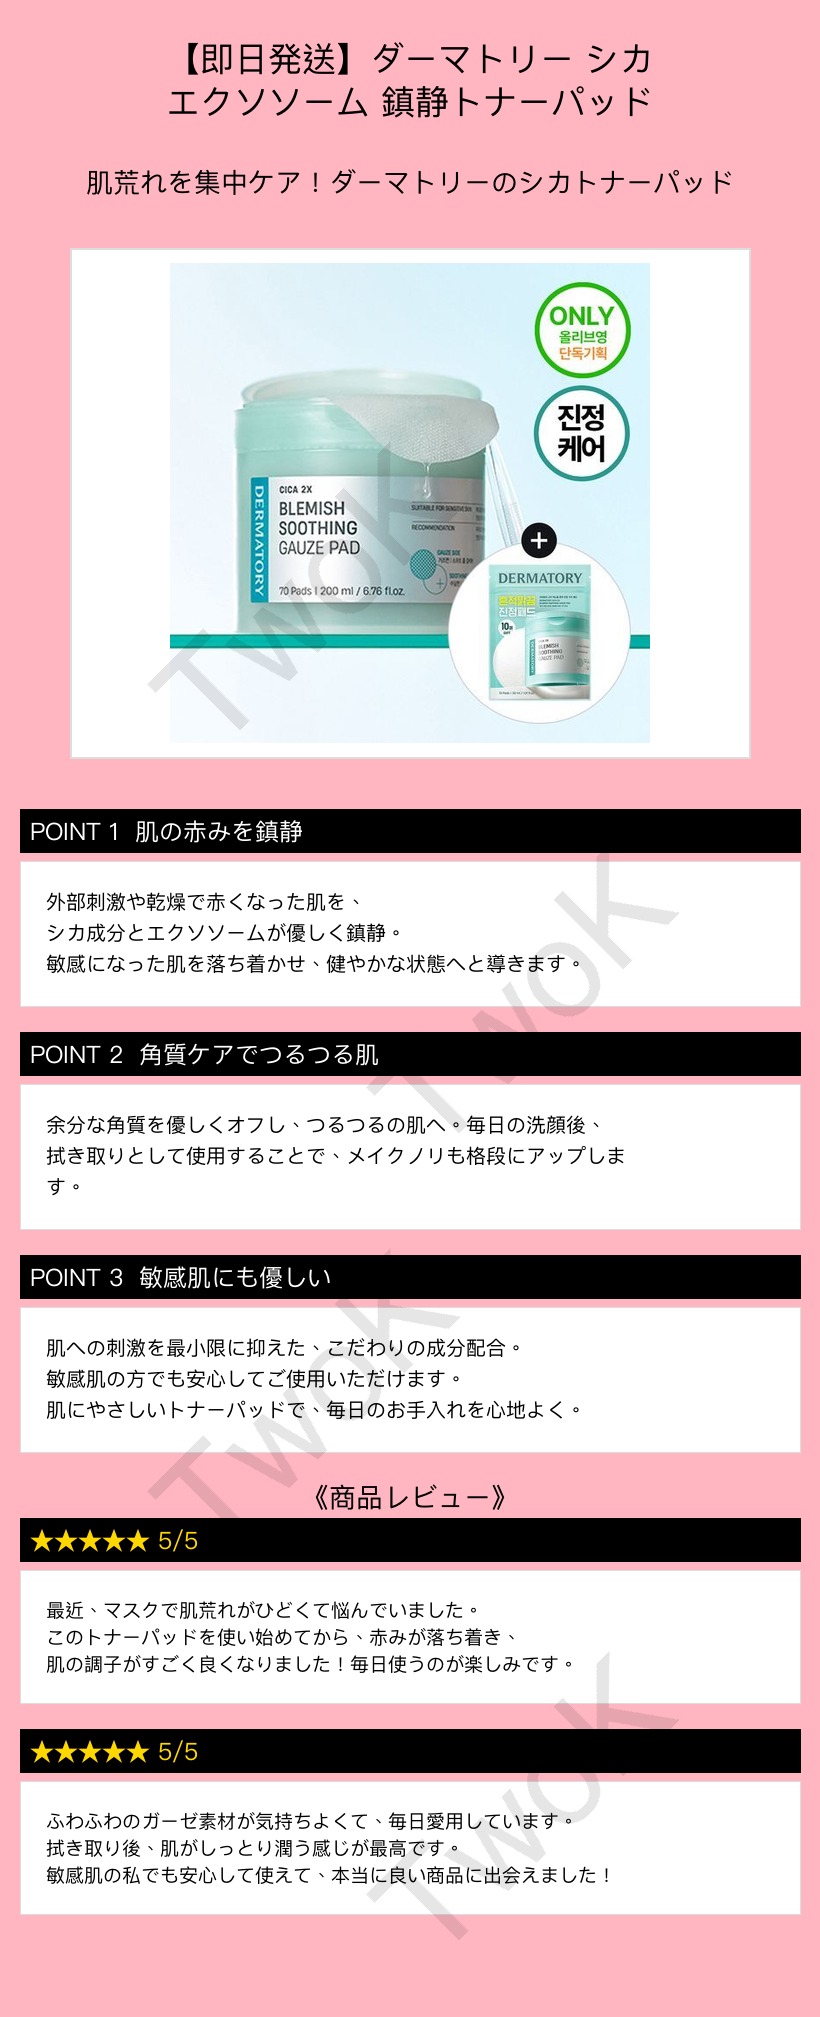 【即日発送】ダーマトリー シカ
エクソソーム 鎮静トナーパッド
肌荒れを集中ケア！ダーマトリーのシカトナーパッド
ONLY
올리브영
단독기획
진정
케어
DERMATORY
CICA 2X
BLEMISH
SOOTHING
GAUZE PAD
70 Pads | 200 ml / 6.76 fl.oz.
SUITABLE FOR SENSITIVE SKIN
RECOMMENDATION
GAUZE SIDE
SOOTHING
+
DERMATORY
진정패드
10매
BLEMISH
SOOTHING
GAUZE PAD
TwoK
POINT 1 肌の赤みを鎮静
外部刺激や乾燥で赤くなった肌を、
シカ成分とエクソソームが優しく鎮静。
敏感になった肌を落ち着かせ、健やかな状態へと導きます。
TwoK
POINT 2 角質ケアでつるつる肌
余分な角質を優しくオフし、つるつるの肌へ。毎日の洗顔後、
拭き取りとして使用することで、メイクノリも格段にアップしま
す。
POINT 3 敏感肌にも優しい
肌への刺激を最小限に抑えた、こだわりの成分配合。
敏感肌の方でも安心してご使用いただけます。
肌にやさしいトナーパッドで、毎日のお手入れを心地よく。
TwoK
《商品レビュー》
★★★★★ 5/5
最近、マスクで肌荒れがひどくて悩んでいました。
このトナーパッドを使い始めてから、赤みが落ち着き、
肌の調子がすごく良くなりました！毎日使うのが楽しみです。
★★★★★ 5/5
ふわふわのガーゼ素材が気持ちよくて、毎日愛用しています。
拭き取り後、肌がしっとり潤う感じが最高です。
敏感肌の私でも安心して使えて、本当に良い商品に出会えました！
TwoK